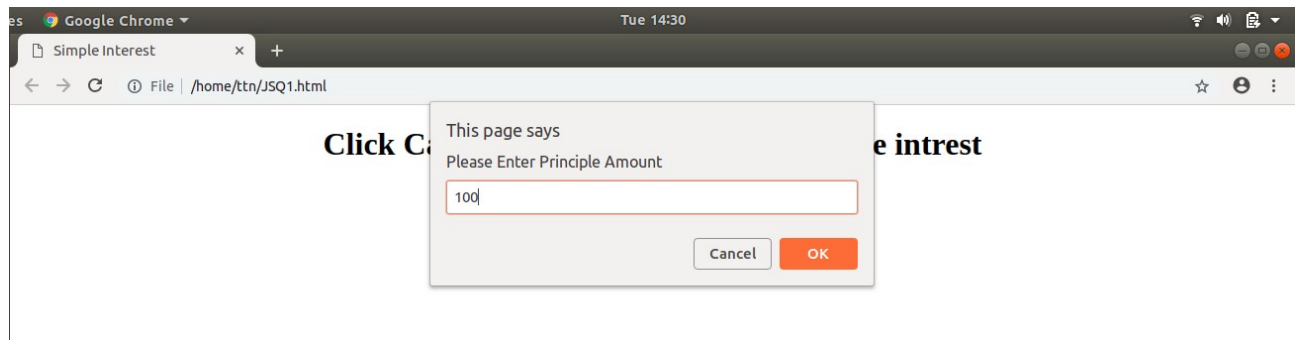 es Google Chrome Tue 14:30
Simple Interest × +
File | /home/ttn/JSQ1.html
This page says
Click e intrest
Please Enter Principle Amount
100
Cancel OK